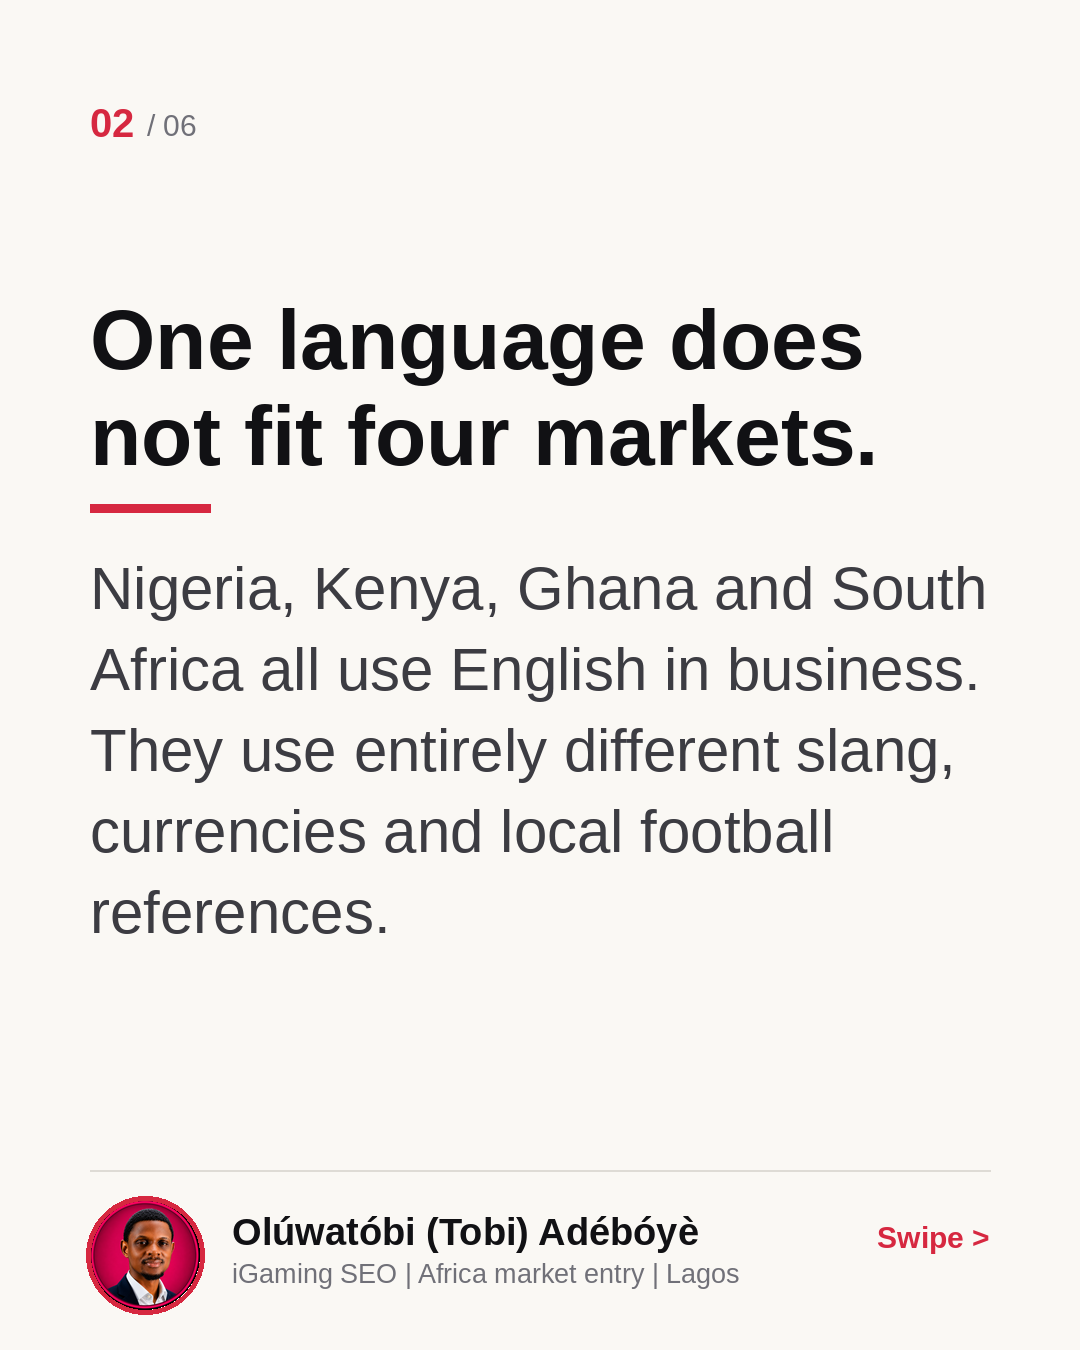 02 / 06
One language does
not fit four markets.
Nigeria, Kenya, Ghana and South
Africa all use English in business.
They use entirely different slang,
currencies and local football
references.
Olúwatóbi (Tobi) Adébóyè
iGaming SEO | Africa market entry | Lagos
Swipe >